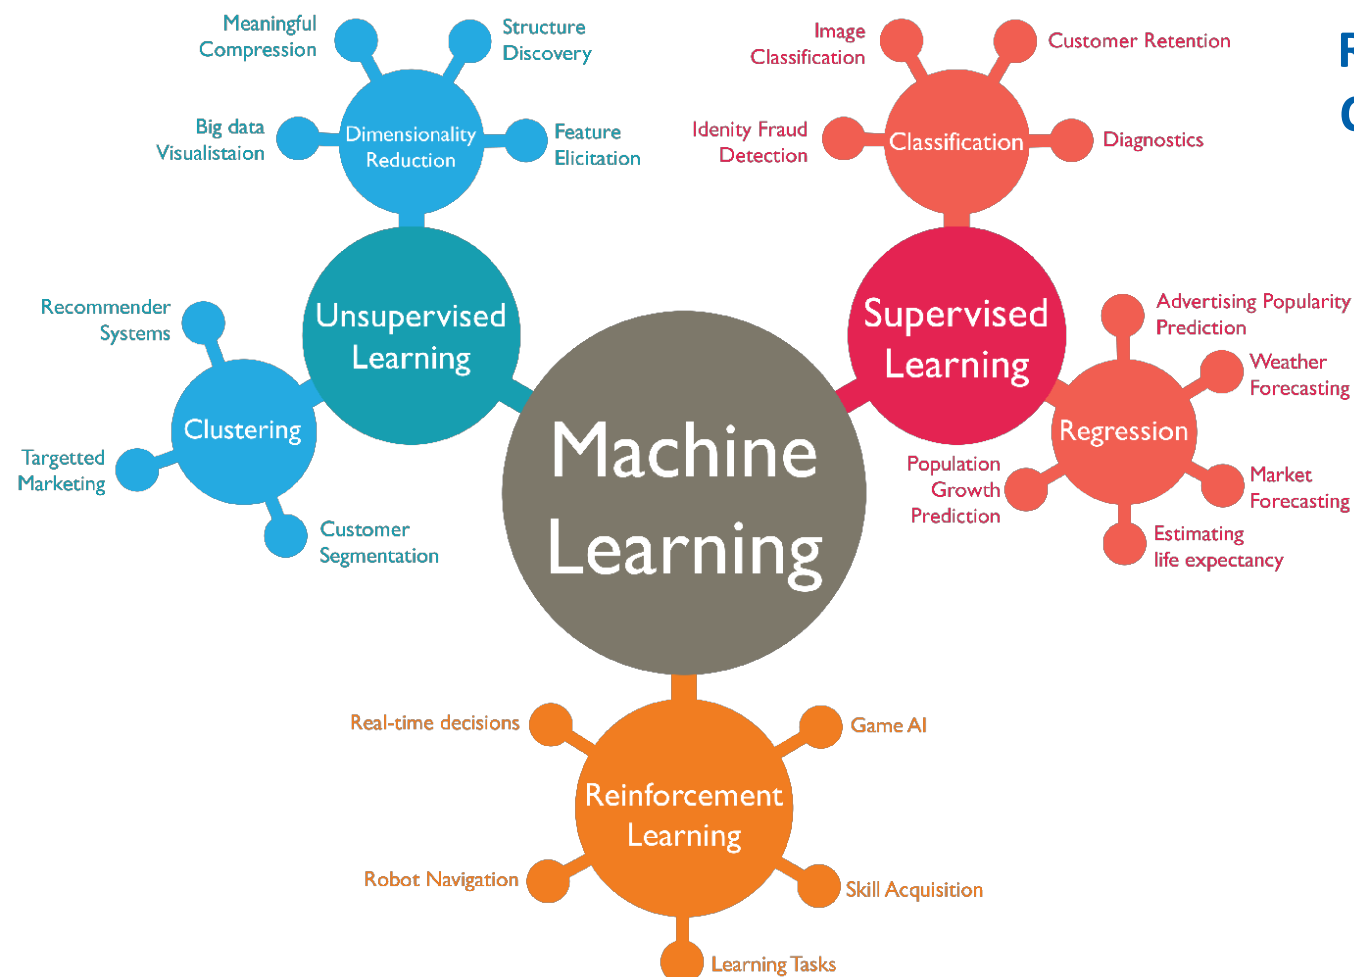 Meaningful
Compression
Structure
Discovery
Big data
Visualistaion
Dimensionality
Reduction
Feature
Elicitation
Image
Classification
Customer Retention
Idenity Fraud
Detection
Classification
Diagnostics
Recommender
Systems
Unsupervised
Learning
Clustering
Targetted
Marketing
Customer
Segmentation
Supervised
Learning
Advertising Popularity
Prediction
Weather
Forecasting
Regression
Population
Growth
Prediction
Market
Forecasting
Estimating
life expectancy
Machine
Learning
Real-time decisions
Game AI
Reinforcement
Learning
Robot Navigation
Skill Acquisition
Learning Tasks